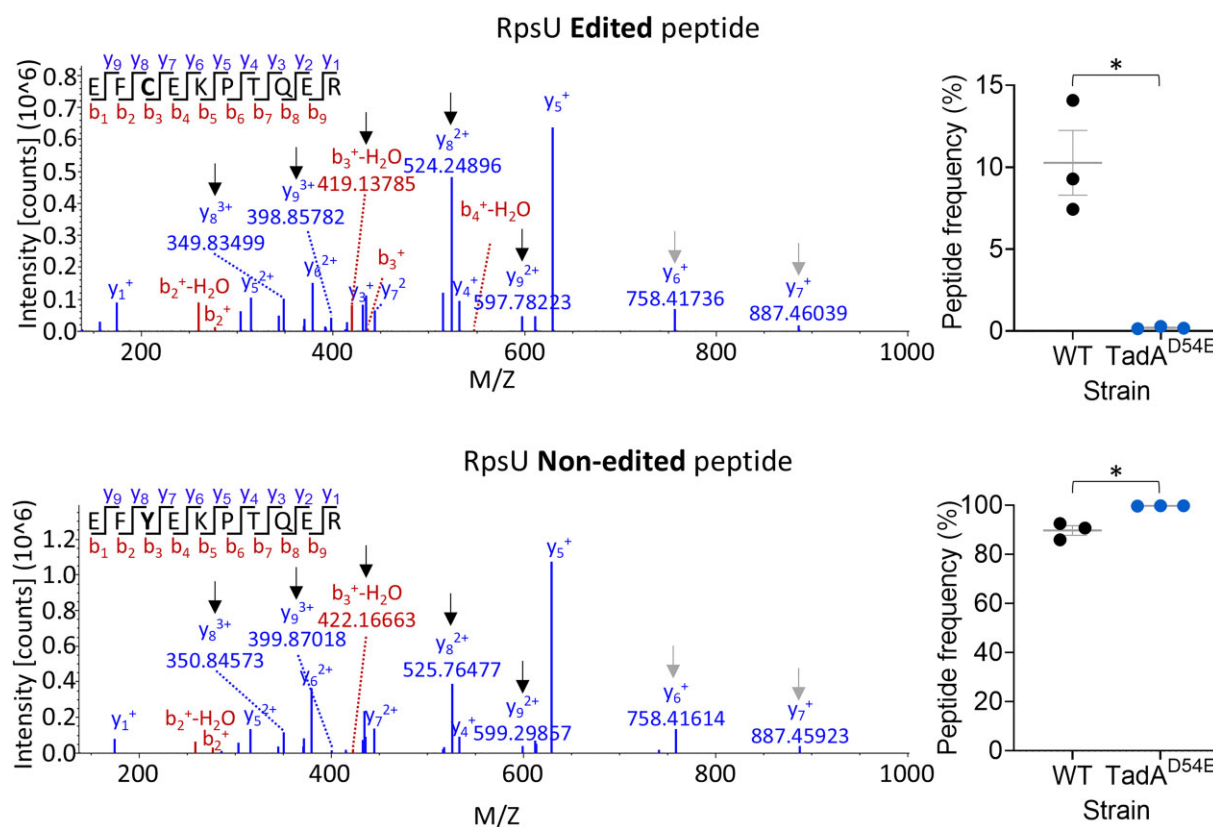 RpsU Edited peptide
y9 y8 y7 y6 y5 y4 y3 y2 y1
E F C E K P T Q E R
b1 b2 b3 b4 b5 b6 b7 b8 b9
Intensity [counts] (10^6)
0.8
0.7
0.6
0.5
0.4
0.3
0.2
0.1
0.0
y1+
b2+-H2O
b2+
y8 3+
349.83499
y5 2+
y9 3+
398.85782
y6 2+
b3+-H2O
419.13785
y3+
b3+
y7 2
y8 2+
524.24896
y4+
b4+-H2O
y5+
y9 2+
597.78223
y6+
758.41736
y7+
887.46039
200 400 600 800 1000
M/Z
Peptide frequency (%)
15
10
5
0
*
WT TadA D54E
Strain
RpsU Non-edited peptide
y9 y8 y7 y6 y5 y4 y3 y2 y1
E F Y E K P T Q E R
b1 b2 b3 b4 b5 b6 b7 b8 b9
Intensity [counts] (10^6)
1.2
1.0
0.8
0.6
0.4
0.2
0.0
y1+
b2+-H2O
b2+
y8 3+
350.84573
y5 2+
y9 3+
399.87018
y6 2+
b3+-H2O
422.16663
y7 2+
y8 2+
525.76477
y4+
y5+
y9 2+
599.29857
y6+
758.41614
y7+
887.45923
200 400 600 800 1000
M/Z
Peptide frequency (%)
100
80
60
40
20
0
*
WT TadA D54E
Strain